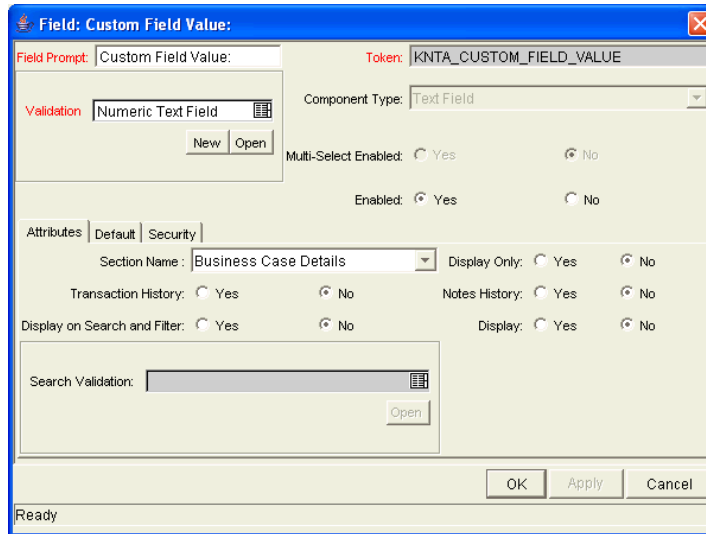 Field: Custom Field Value:
Field Prompt: Custom Field Value: Token: KNTA_CUSTOM_FIELD_VALUE
Validation Numeric Text Field Component Type: Text Field
New Open Multi-Select Enabled: Yes No
Enabled: Yes No
Attributes Default Security
Section Name : Business Case Details Display Only: Yes No
Transaction History: Yes No Notes History: Yes No
Display on Search and Filter: Yes No Display: Yes No
Search Validation:
Open
OK Apply Cancel
Ready